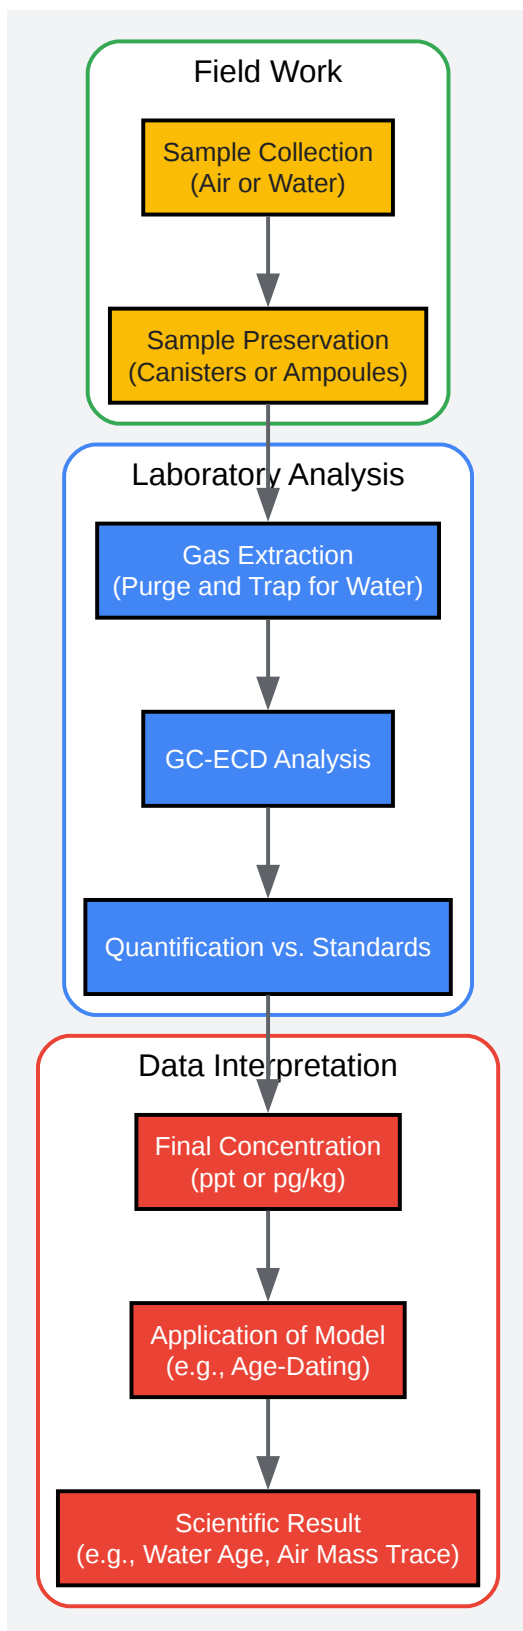 Field Work
Sample Collection
(Air or Water)
Sample Preservation
(Canisters or Ampoules)
Laboratory Analysis
Gas Extraction
(Purge and Trap for Water)
GC-ECD Analysis
Quantification vs. Standards
Data Interpretation
Final Concentration
(ppt or pg/kg)
Application of Model
(e.g., Age-Dating)
Scientific Result
(e.g., Water Age, Air Mass Trace)